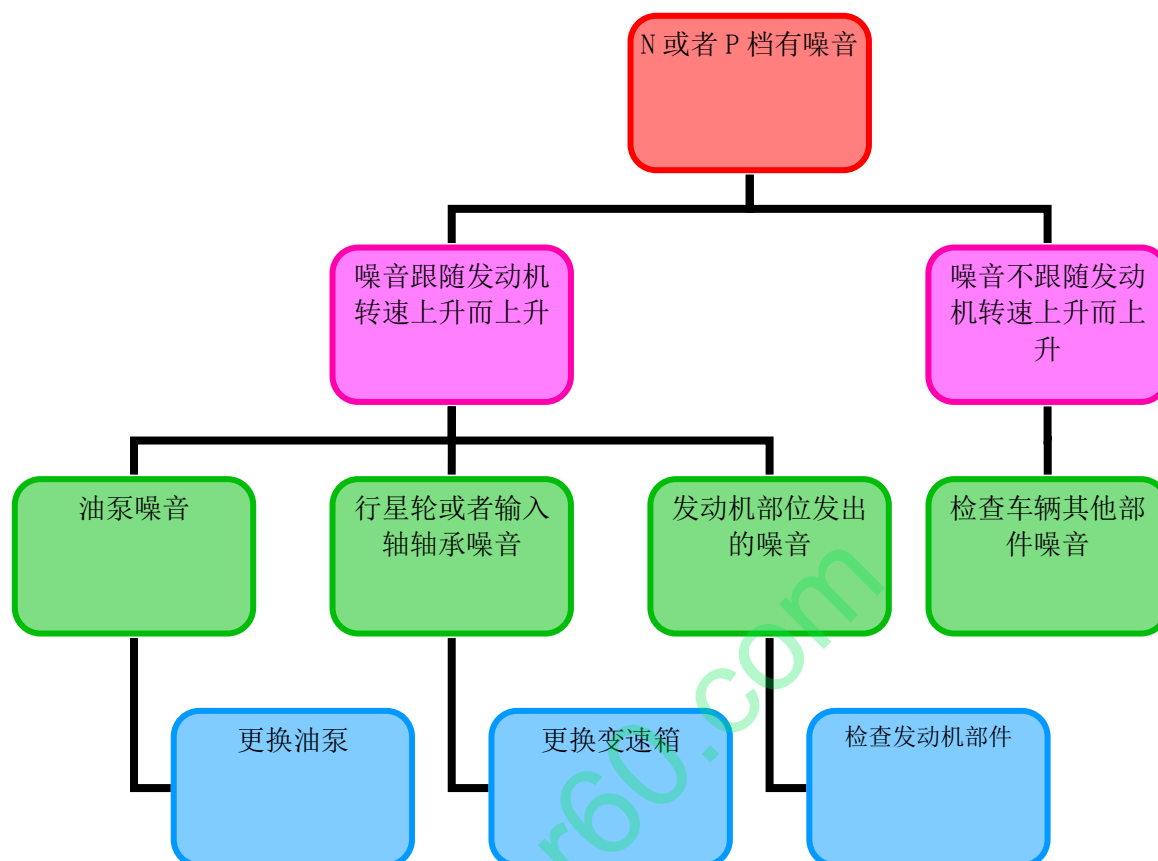 N 或者 P 档有噪音
噪音跟随发动机
转速上升而上升
噪音不跟随发动
机转速上升而上
升
油泵噪音
行星轮或者输入
轴轴承噪音
发动机部位发出
的噪音
检查车辆其他部
件噪音
更换油泵
更换变速箱
检查发动机部件
r60.com